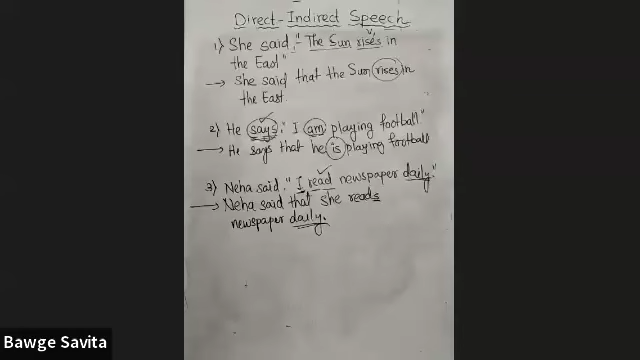 Direct-Indirect Speech
1) She said, "The Sun rises in
the East"
→ She said that the Sun rises in
the East.
2) He says, "I am playing football."
→ He says that he is playing football
3) Neha said, "I read newspaper daily."
→ Neha said that she reads
newspaper daily.
Bawge Savita